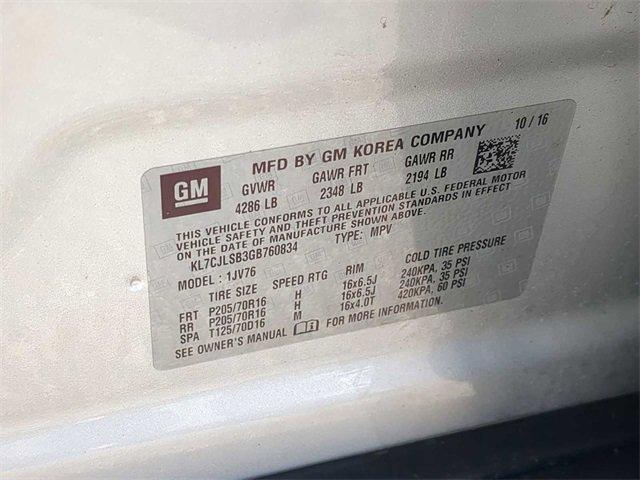 10 / 16
GM
MFD BY GM KOREA COMPANY
GVWR GAWR FRT GAWR RR
4286 LB 2348 LB 2194 LB
THIS VEHICLE CONFORMS TO ALL APPLICABLE U.S. FEDERAL MOTOR
VEHICLE SAFETY AND THEFT PREVENTION STANDARDS IN EFFECT
ON THE DATE OF MANUFACTURE SHOWN ABOVE.
KL7CJLSB3GB760834 TYPE: MPV
MODEL: 1JV76
TIRE SIZE SPEED RTG RIM COLD TIRE PRESSURE
FRT P205/70R16 H 16x6.5J 240KPA, 35 PSI
RR P205/70R16 H 16x6.5J 240KPA, 35 PSI
SPA T125/70D16 M 16x4.0T 420KPA, 60 PSI
SEE OWNER'S MANUAL FOR MORE INFORMATION.